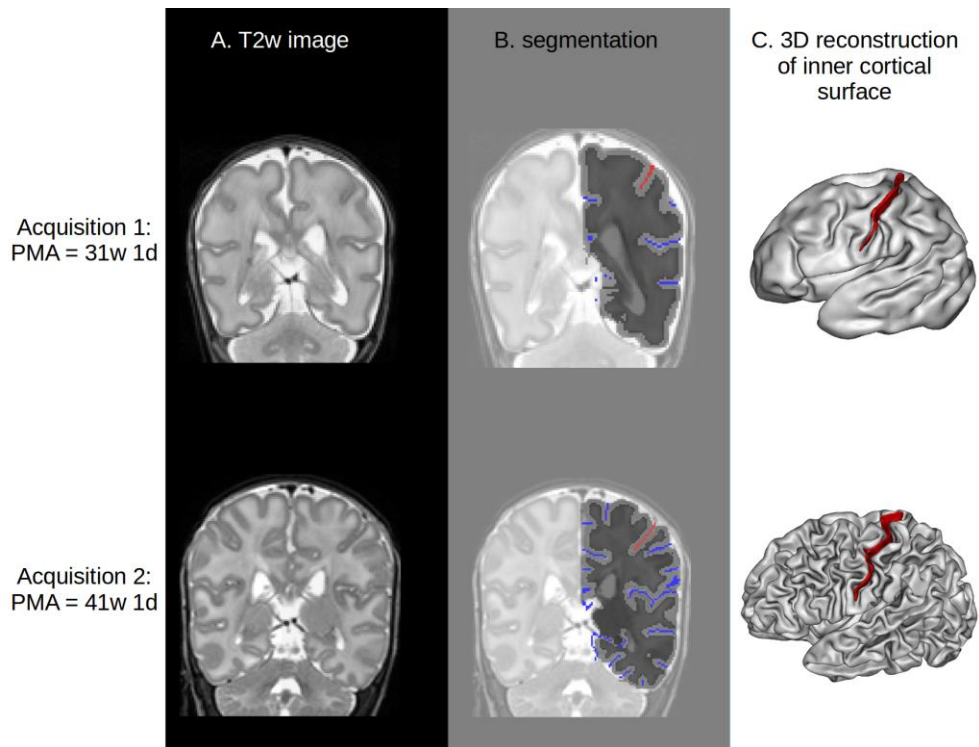 A. T2w image
B. segmentation
C. 3D reconstruction
of inner cortical
surface
Acquisition 1:
PMA = 31w 1d
Acquisition 2:
PMA = 41w 1d